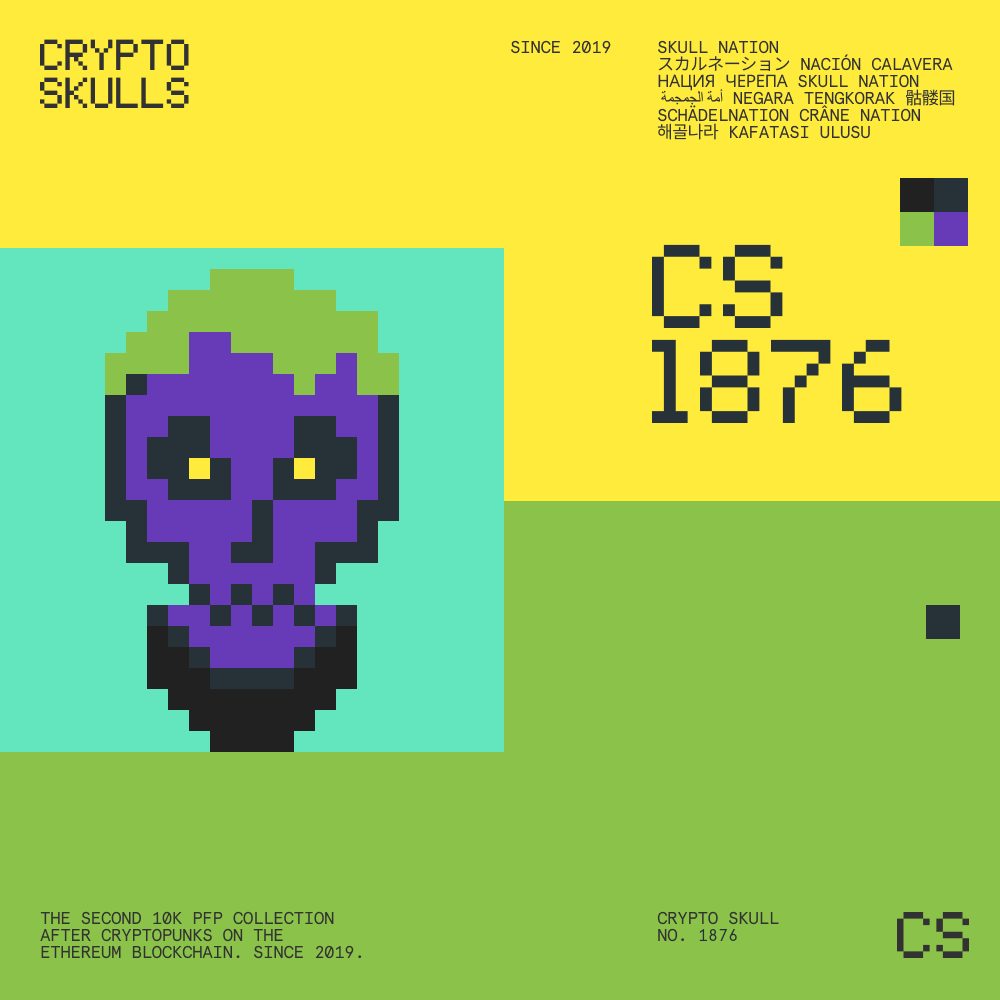 CRYPTO
SKULLS
SINCE 2019
SKULL NATION
スカルネーション NACIÓN CALAVERA
НАЦИЯ ЧЕРЕПА SKULL NATION
أمة الجمجمة NEGARA TENGKORAK 骷髅国
SCHÄDELNATION CRÂNE NATION
해골나라 KAFATASI ULUSU
CS
1876
THE SECOND 10K PFP COLLECTION
AFTER CRYPTOPUNKS ON THE
ETHEREUM BLOCKCHAIN. SINCE 2019.
CRYPTO SKULL
NO. 1876
CS